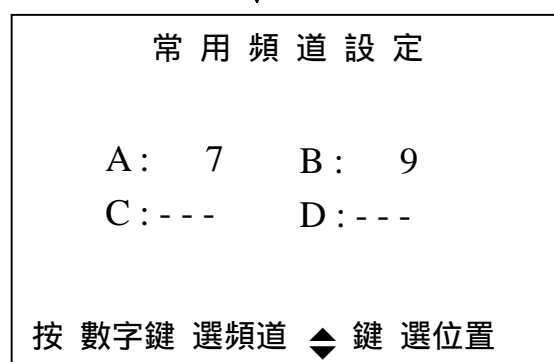 常用頻道設定
A: 7 B: 9
C:--- D:---
按 數字鍵 選頻道 ◆ 鍵 選位置